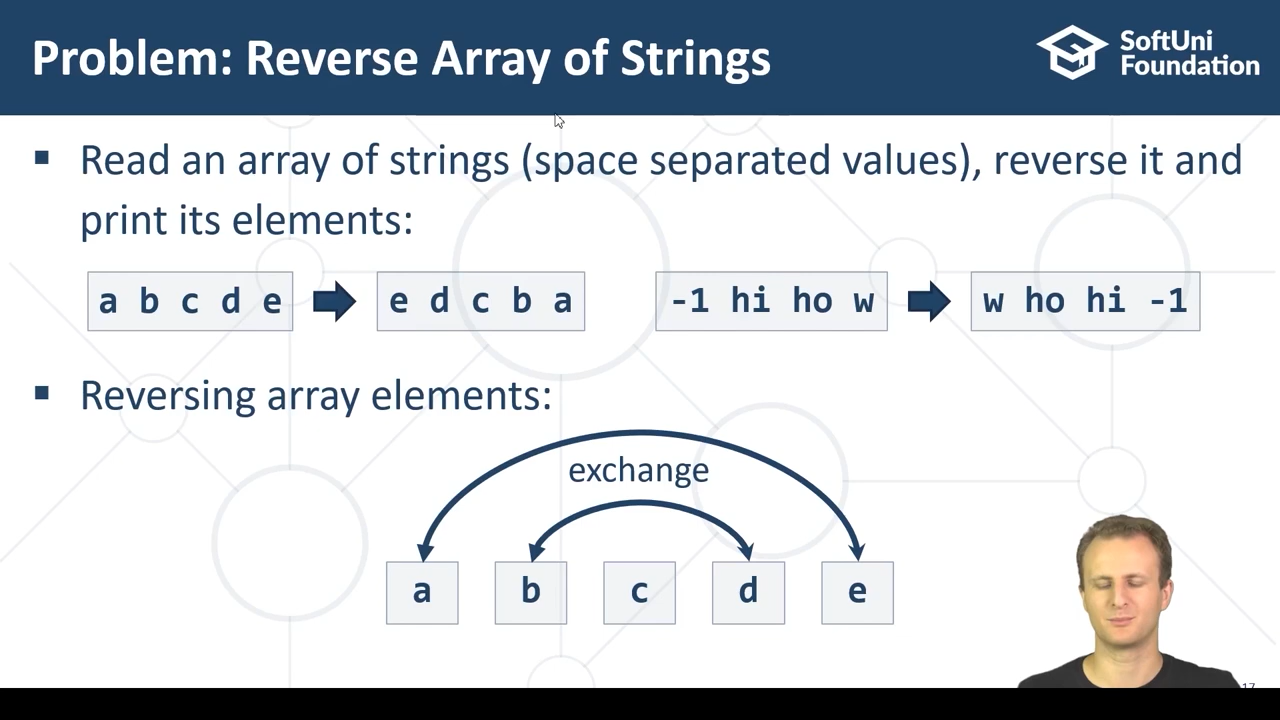 Problem: Reverse Array of Strings
SoftUni
Foundation
Read an array of strings (space separated values), reverse it and
print its elements:
a b c d e
e d c b a
-1 hi ho w
w ho hi -1
Reversing array elements:
exchange
a b c d e
17